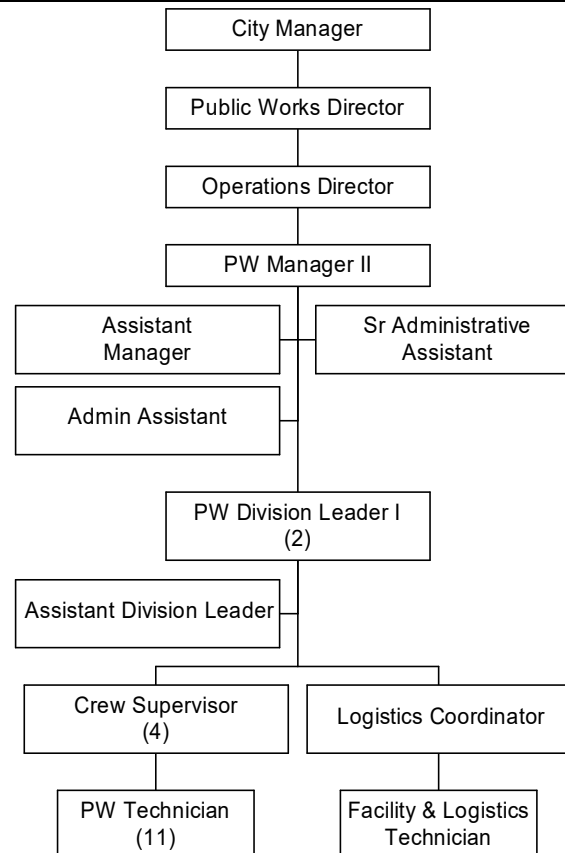 City Manager
Public Works Director
Operations Director
PW Manager II
Assistant
Manager
Sr Administrative
Assistant
Admin Assistant
PW Division Leader I
(2)
Assistant Division Leader
Crew Supervisor
(4)
Logistics Coordinator
PW Technician
(11)
Facility & Logistics
Technician